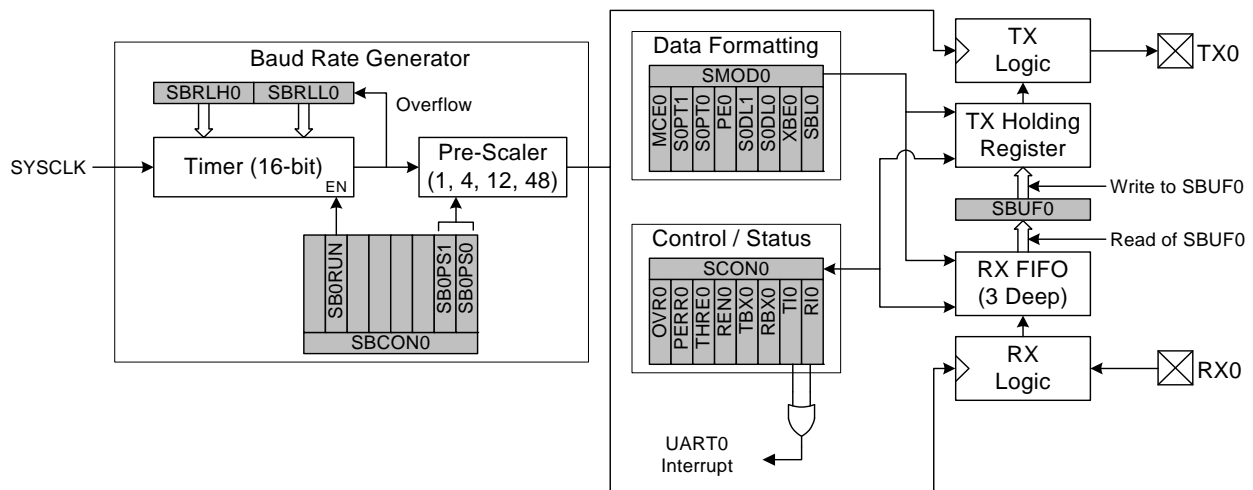 Baud Rate Generator
SBRLH0 SBRLL0
Overflow
SYSCLK
Timer (16-bit)
EN
Pre-Scaler
(1, 4, 12, 48)
SB0RUN
SB0PS1
SB0PS0
SBCON0
Data Formatting
SMOD0
MCE0
S0PT1
S0PT0
PE0
S0DL1
S0DL0
XBE0
SBL0
Control / Status
SCON0
OVR0
PERR0
THRE0
REN0
TBX0
RBX0
TI0
RI0
UART0
Interrupt
TX
Logic
TX0
TX Holding
Register
Write to SBUF0
SBUF0
Read of SBUF0
RX FIFO
(3 Deep)
RX
Logic
RX0